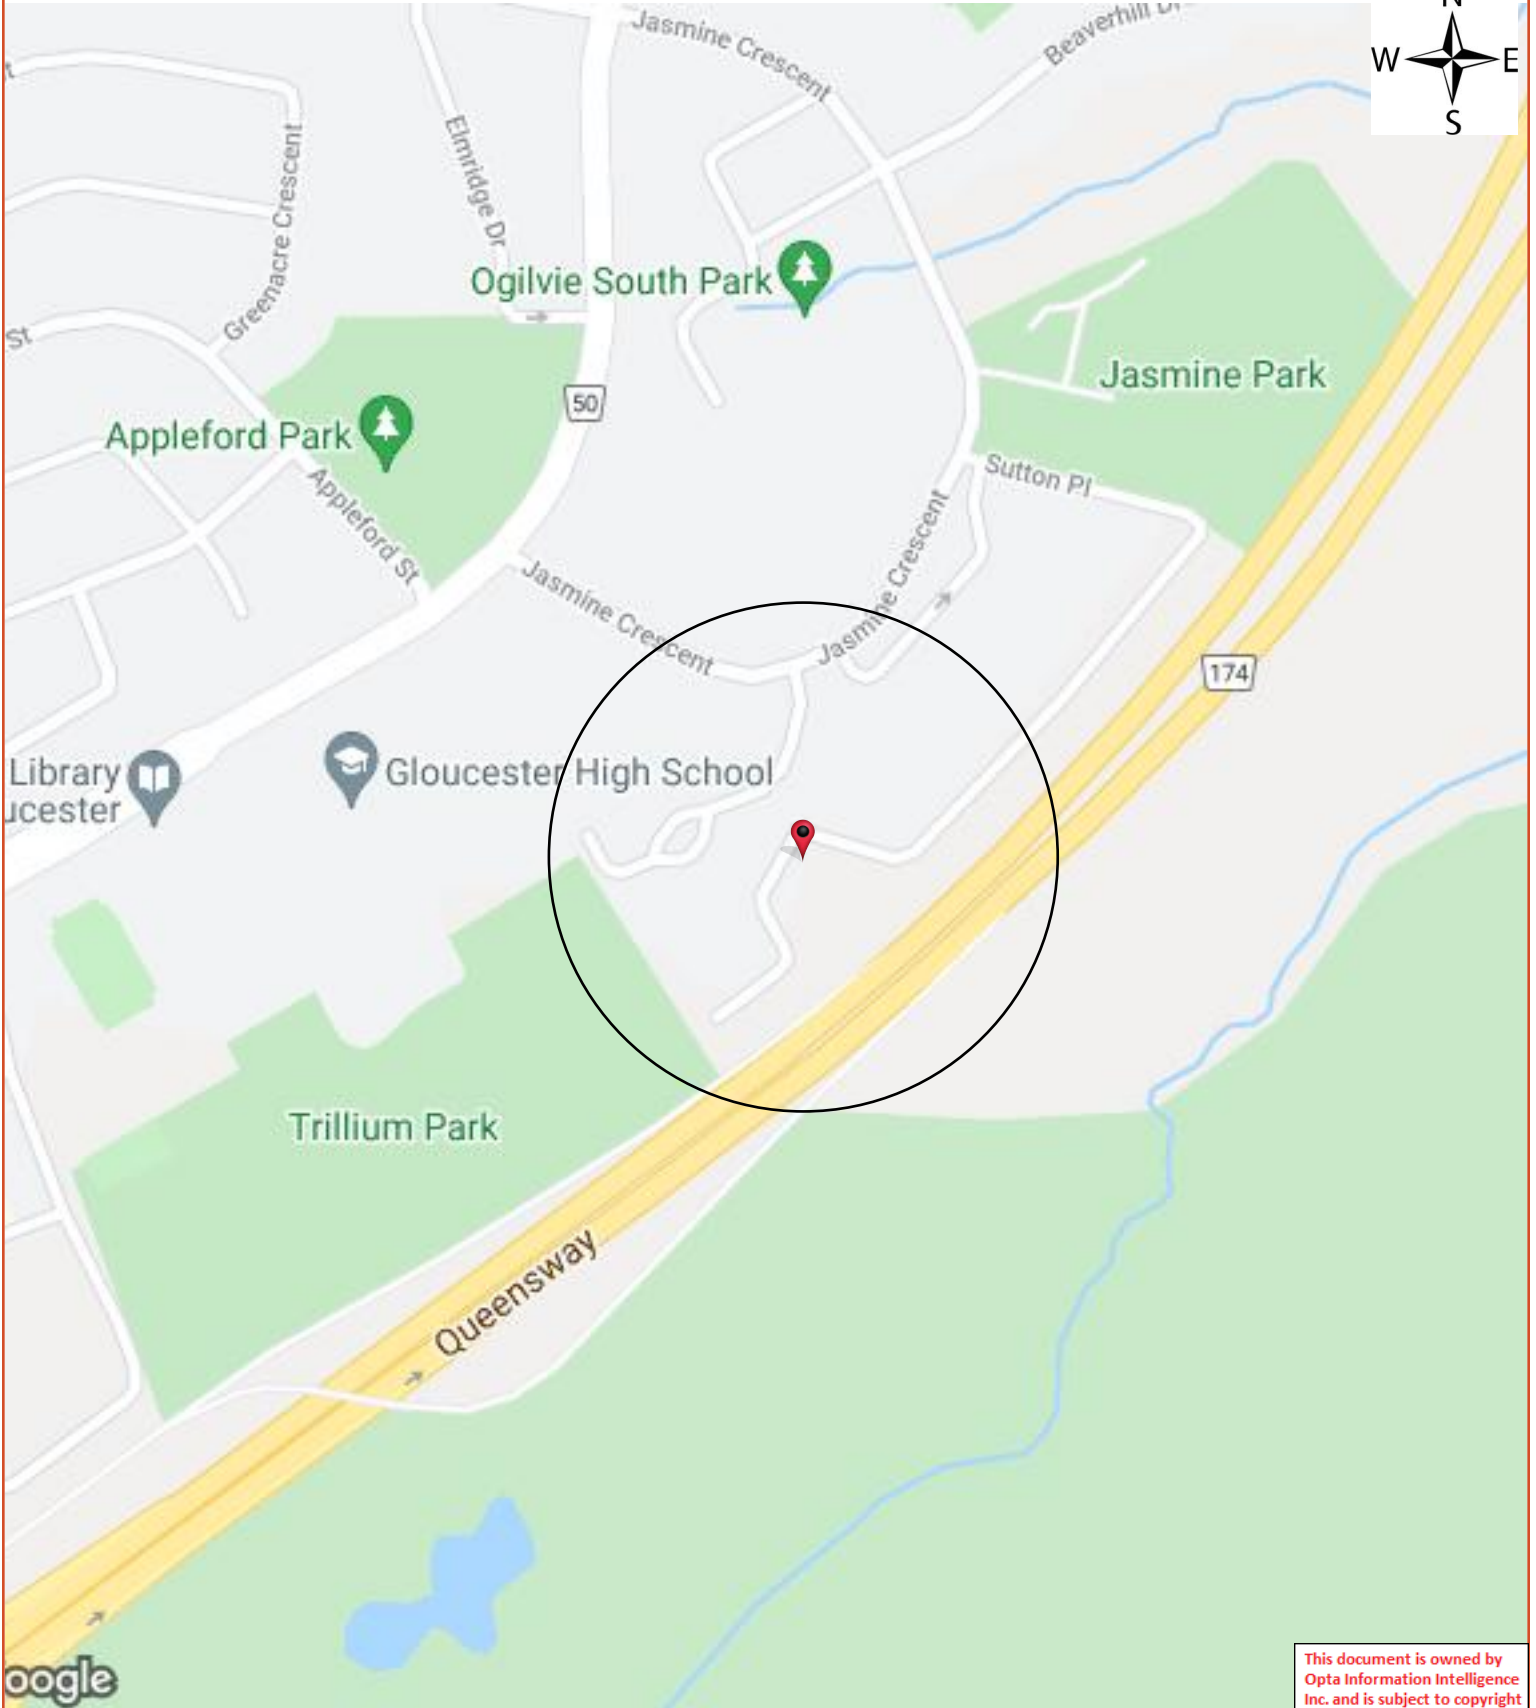 N
W E
S
Jasmine Crescent
Beaverhill Dr
Elmridge Dr
Greenacre Crescent
St
Ogilvie South Park
Jasmine Park
50
Appleford Park
Appleford St
Sutton Pl
Jasmine Crescent
Jasmine Crescent
174
Library
ucester
Gloucester High School
Trillium Park
Queensway
oogle
This document is owned by
Opta Information Intelligence
Inc. and is subject to copyright